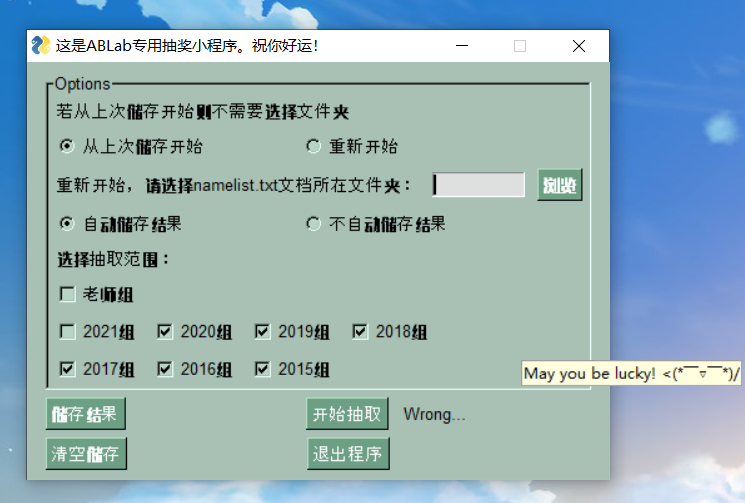 这是ABLab专用抽奖小程序。祝你好运！
Options
若从上次储存开始则不需要选择文件夹
从上次储存开始 重新开始
重新开始，请选择namelist.txt文档所在文件夹： 浏览
自动储存结果 不自动储存结果
选择抽取范围：
老师组
2021组 2020组 2019组 2018组
2017组 2016组 2015组
May you be lucky! <(*￣▽￣*)/
储存结果 开始抽取 Wrong...
清空储存 退出程序